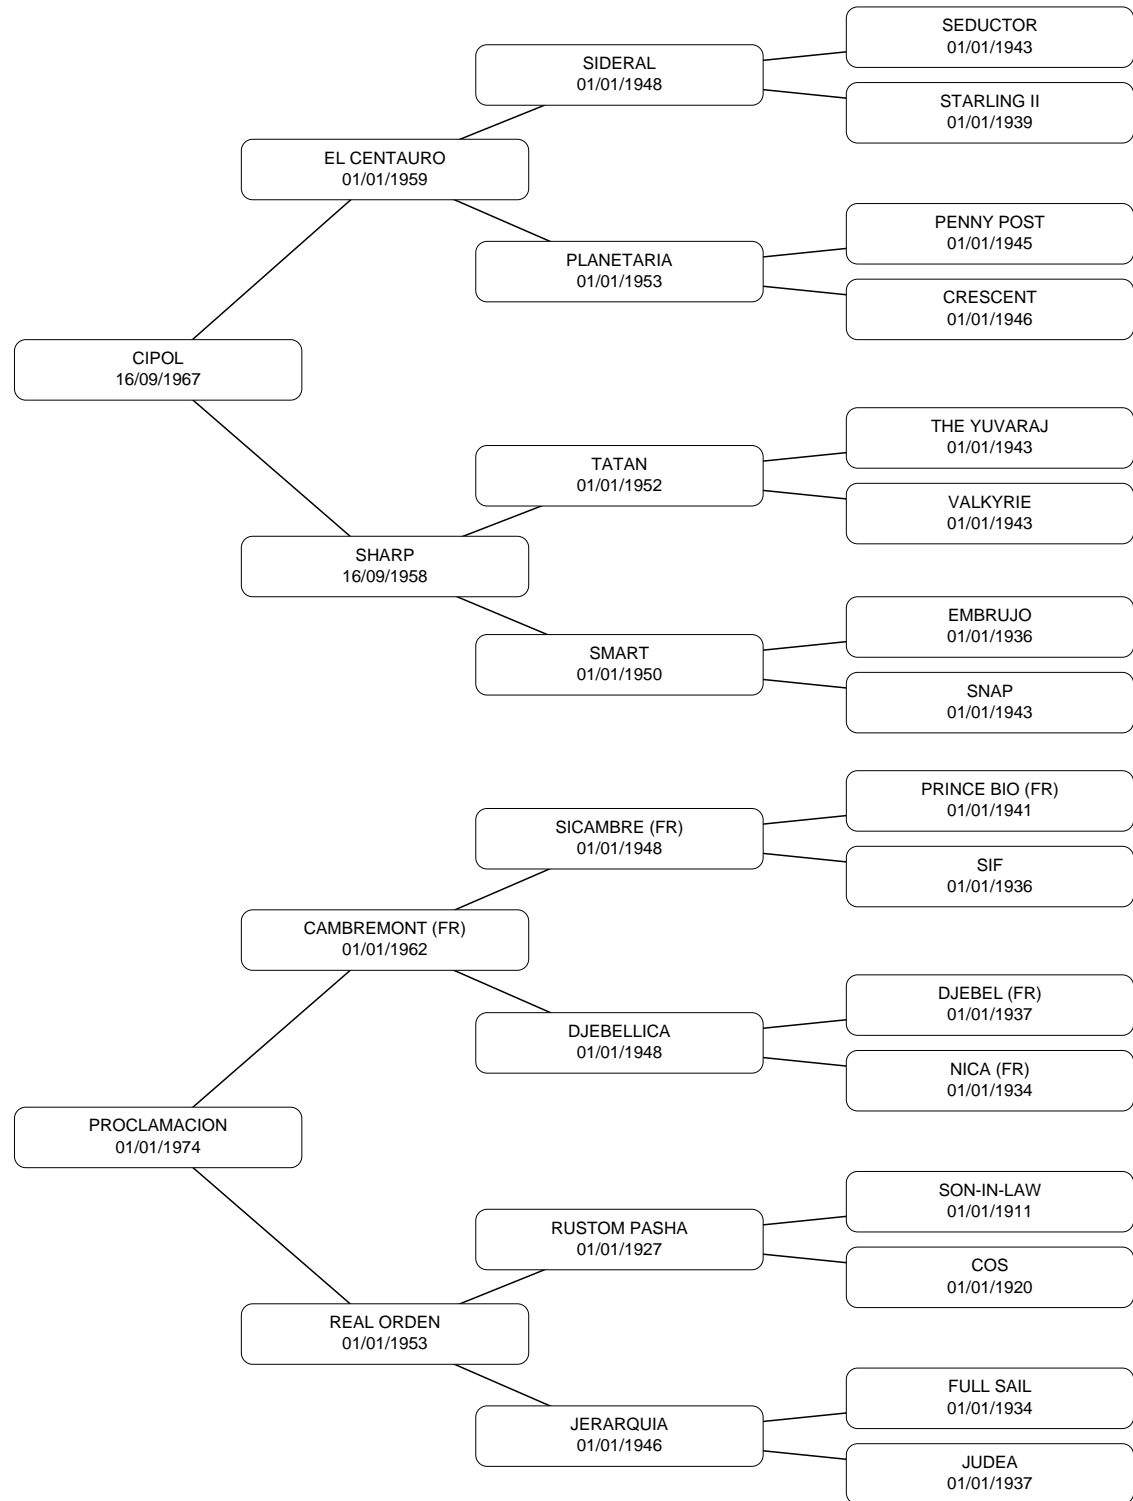 SEDUCTOR
01/01/1943
SIDERAL
01/01/1948
STARLING II
01/01/1939
EL CENTAURO
01/01/1959
PENNY POST
01/01/1945
PLANETARIA
01/01/1953
CRESCENT
01/01/1946
CIPOL
16/09/1967
THE YUVARAJ
01/01/1943
TATAN
01/01/1952
VALKYRIE
01/01/1943
SHARP
16/09/1958
EMBRUJO
01/01/1936
SMART
01/01/1950
SNAP
01/01/1943
PRINCE BIO (FR)
01/01/1941
SICAMBRE (FR)
01/01/1948
SIF
01/01/1936
CAMBREMONT (FR)
01/01/1962
DJEBEL (FR)
01/01/1937
DJEBELLICA
01/01/1948
NICA (FR)
01/01/1934
PROCLAMACION
01/01/1974
SON-IN-LAW
01/01/1911
RUSTOM PASHA
01/01/1927
COS
01/01/1920
REAL ORDEN
01/01/1953
FULL SAIL
01/01/1934
JERARQUIA
01/01/1946
JUDEA
01/01/1937